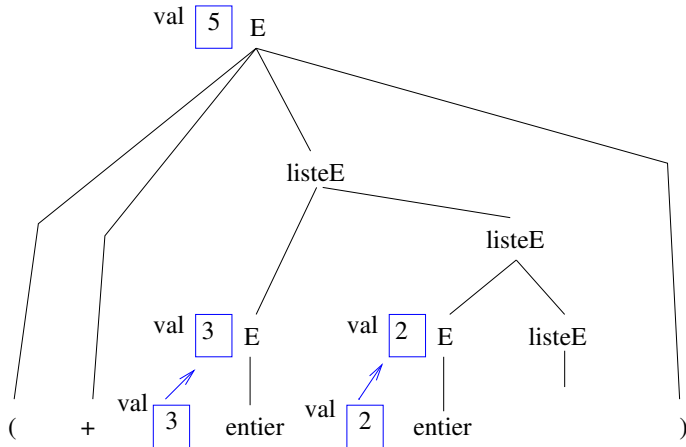 val 5 E
listeE
listeE
val 3 E val 2 E listeE
( + val 3 entier val 2 entier )